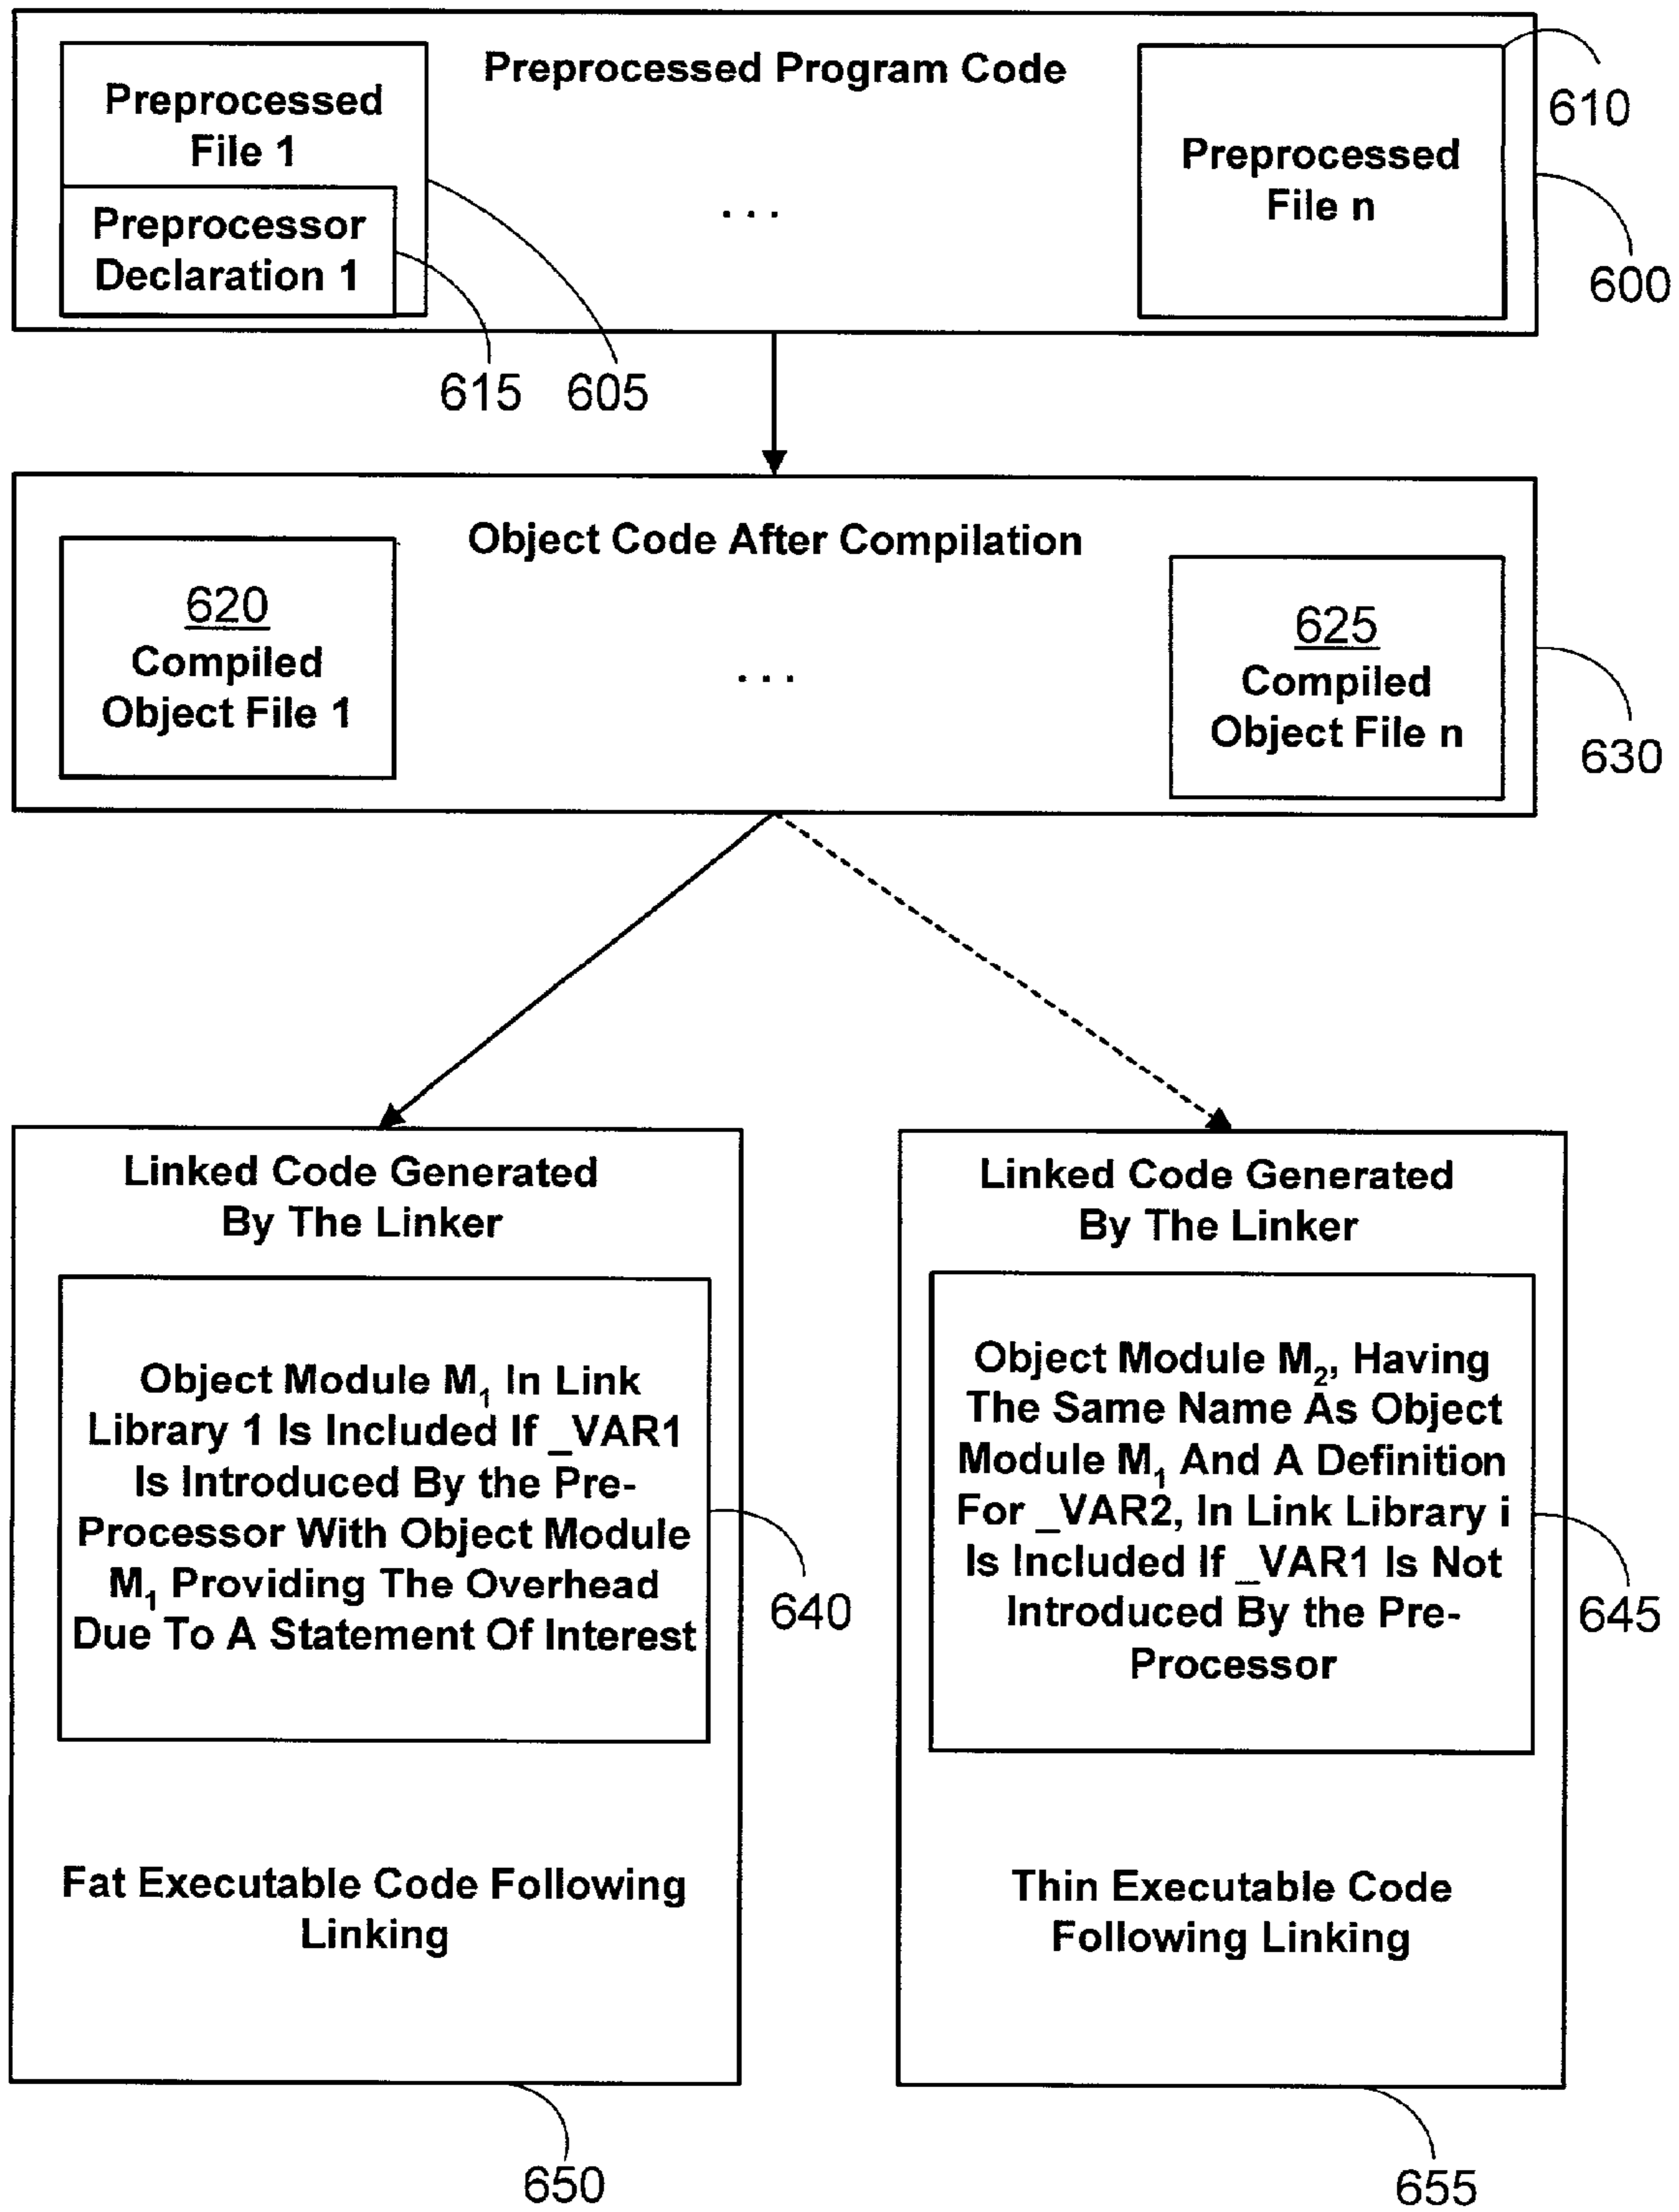 Preprocessed Program Code
Preprocessed
File 1
Preprocessor
Declaration 1
. . .
Preprocessed
File n
610
600
615
605
Object Code After Compilation
620
Compiled
Object File 1
. . .
625
Compiled
Object File n
630
Linked Code Generated
By The Linker
Object Module M1 In Link
Library 1 Is Included If _VAR1
Is Introduced By the Pre-
Processor With Object Module
M1 Providing The Overhead
Due To A Statement Of Interest
640
Fat Executable Code Following
Linking
650
Linked Code Generated
By The Linker
Object Module M2, Having
The Same Name As Object
Module M1 And A Definition
For _VAR2, In Link Library i
Is Included If _VAR1 Is Not
Introduced By the Pre-
Processor
645
Thin Executable Code
Following Linking
655